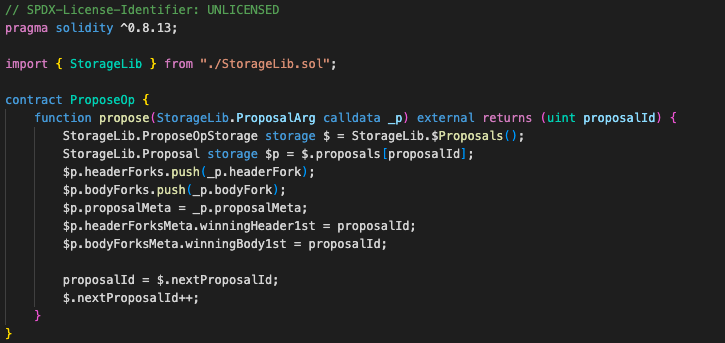 // SPDX-License-Identifier: UNLICENSED
pragma solidity ^0.8.13;

import { StorageLib } from "./StorageLib.sol";

contract ProposeOp {
    function propose(StorageLib.ProposalArg calldata _p) external returns (uint proposalId) {
        StorageLib.ProposeOpStorage storage $ = StorageLib.$Proposals();
        StorageLib.Proposal storage $p = $.proposals[proposalId];
        $p.headerForks.push(_p.headerFork);
        $p.bodyForks.push(_p.bodyFork);
        $p.proposalMeta = _p.proposalMeta;
        $p.headerForksMeta.winningHeader1st = proposalId;
        $p.bodyForksMeta.winningBody1st = proposalId;

        proposalId = $.nextProposalId;
        $.nextProposalId++;
    }
}